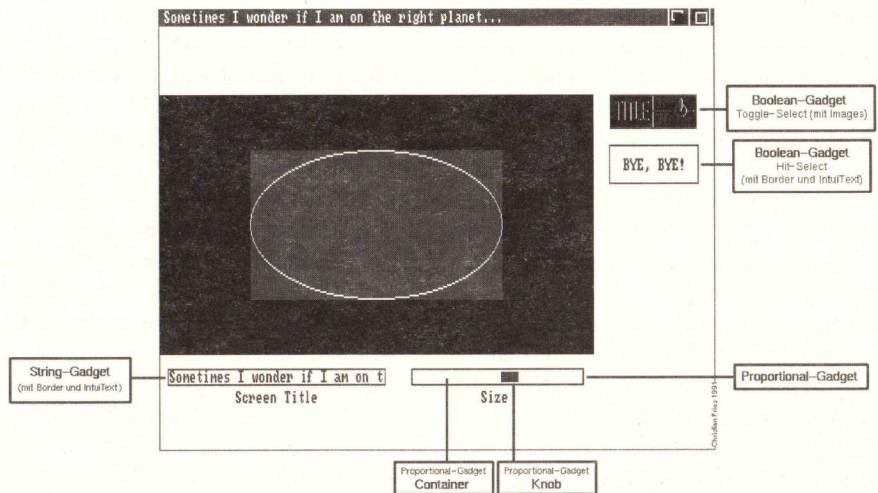 Sometimes I wonder if I am on the right planet...
TITLE
Boolean-Gadget
Toggle-Select (mit Images)
BYE, BYE!
Boolean-Gadget
Hit-Select
(mit Border und IntuiText)
String-Gadget
(mit Border und IntuiText)
Sometimes I wonder if I am on t
Screen Title
Size
Proportional-Gadget
Christian Fries 1991
Proportional-Gadget
Container
Proportional-Gadget
Knob